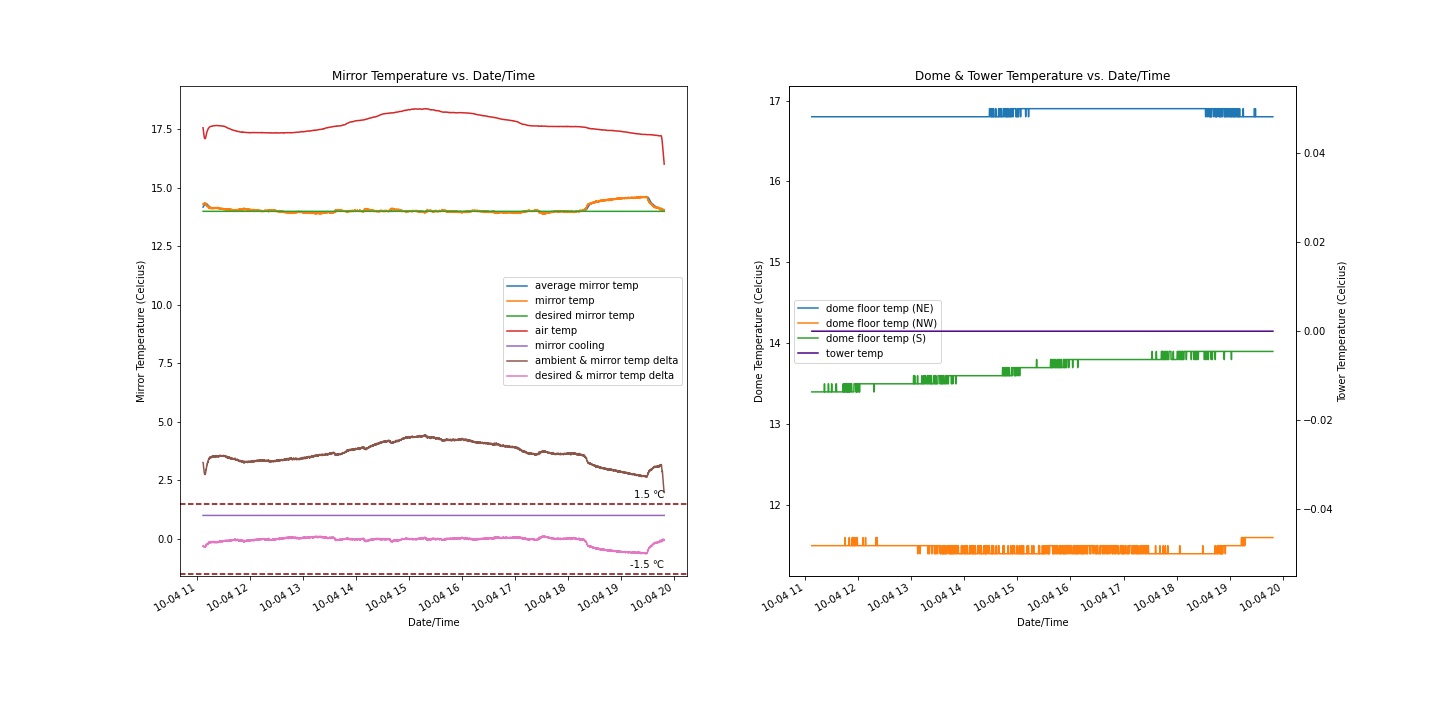 Mirror Temperature vs. Date/Time
Mirror Temperature (Celcius)
17.5
15.0
12.5
10.0
7.5
5.0
2.5
0.0
average mirror temp
mirror temp
desired mirror temp
air temp
mirror cooling
ambient & mirror temp delta
desired & mirror temp delta
1.5 °C
-1.5 °C
10-04 11
10-04 12
10-04 13
10-04 14
10-04 15
10-04 16
10-04 17
10-04 18
10-04 19
10-04 20
Date/Time
Dome & Tower Temperature vs. Date/Time
Dome Temperature (Celcius)
17
16
15
14
13
12
dome floor temp (NE)
dome floor temp (NW)
dome floor temp (S)
tower temp
0.04
0.02
0.00
−0.02
−0.04
Tower Temperature (Celcius)
10-04 11
10-04 12
10-04 13
10-04 14
10-04 15
10-04 16
10-04 17
10-04 18
10-04 19
10-04 20
Date/Time